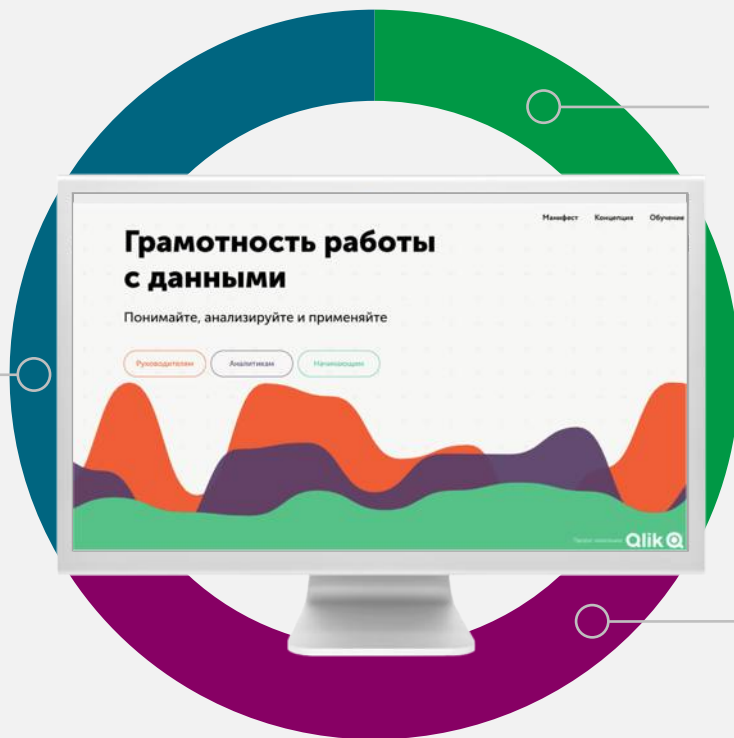 Манифест Концепция Обучение
Грамотность работы
с данными
Понимайте, анализируйте и применяйте
Руководителям Аналитикам Начинающим
Qlik